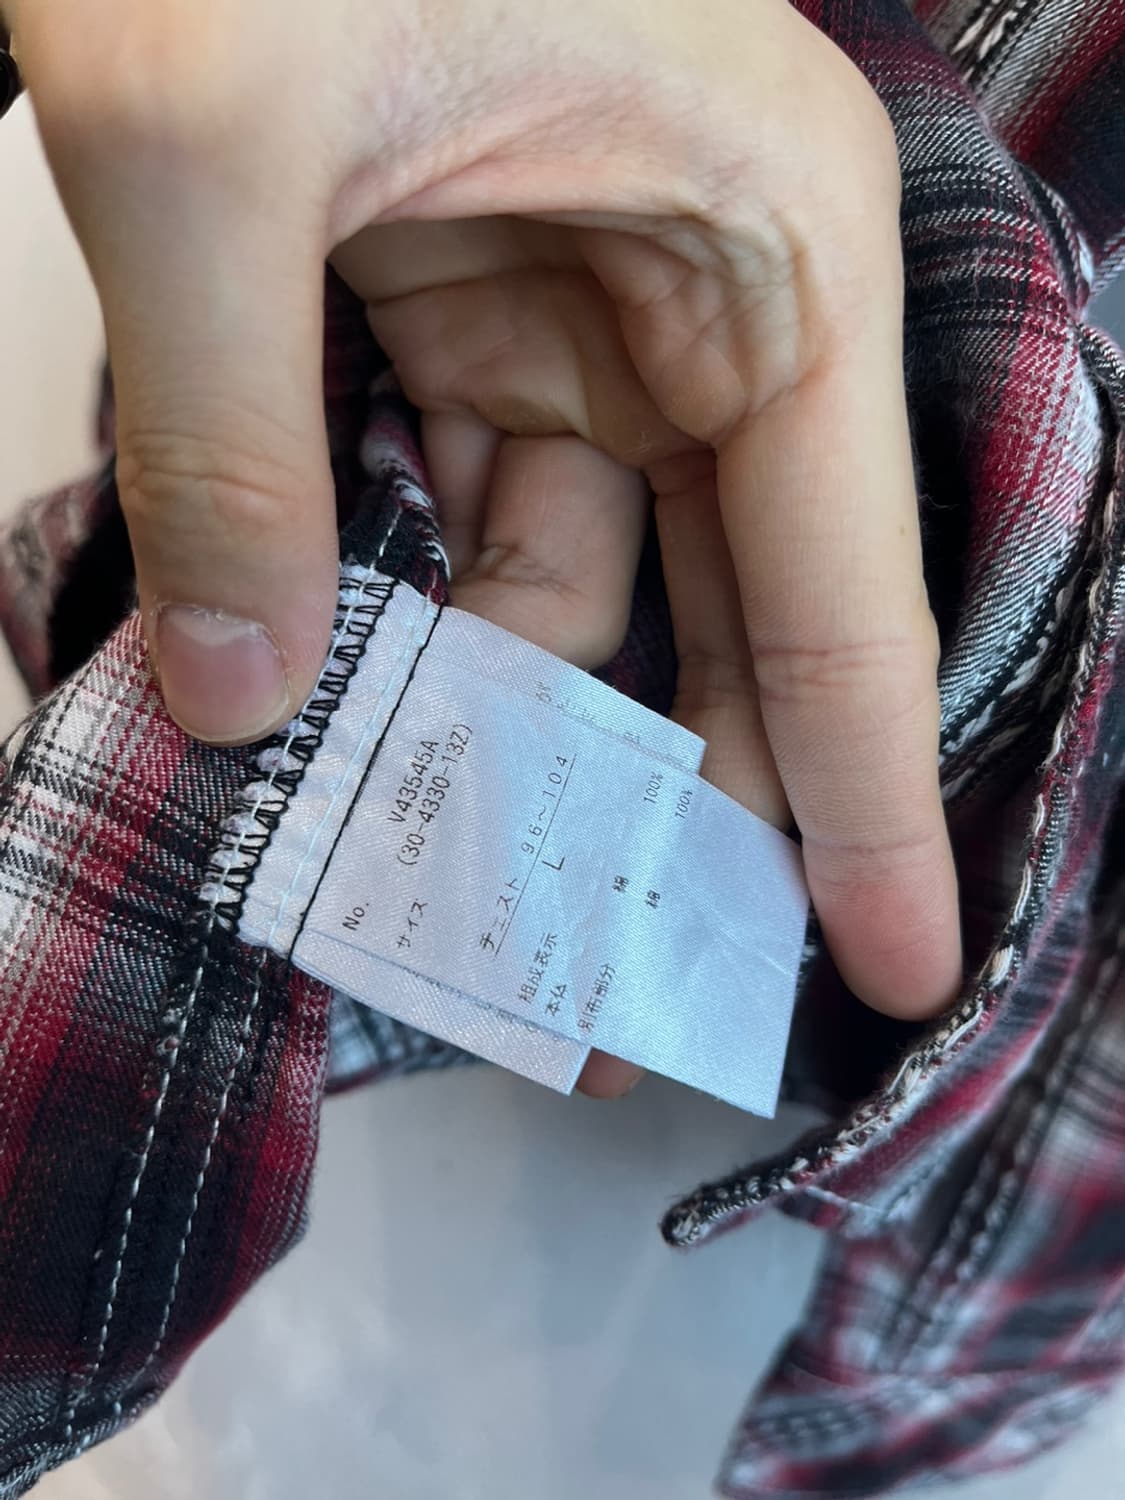 No. V43545A
(30-4330-13Z)
サイズ
チェスト 96～104
L
組成表示
本体 綿 100%
別布部分 綿 100%